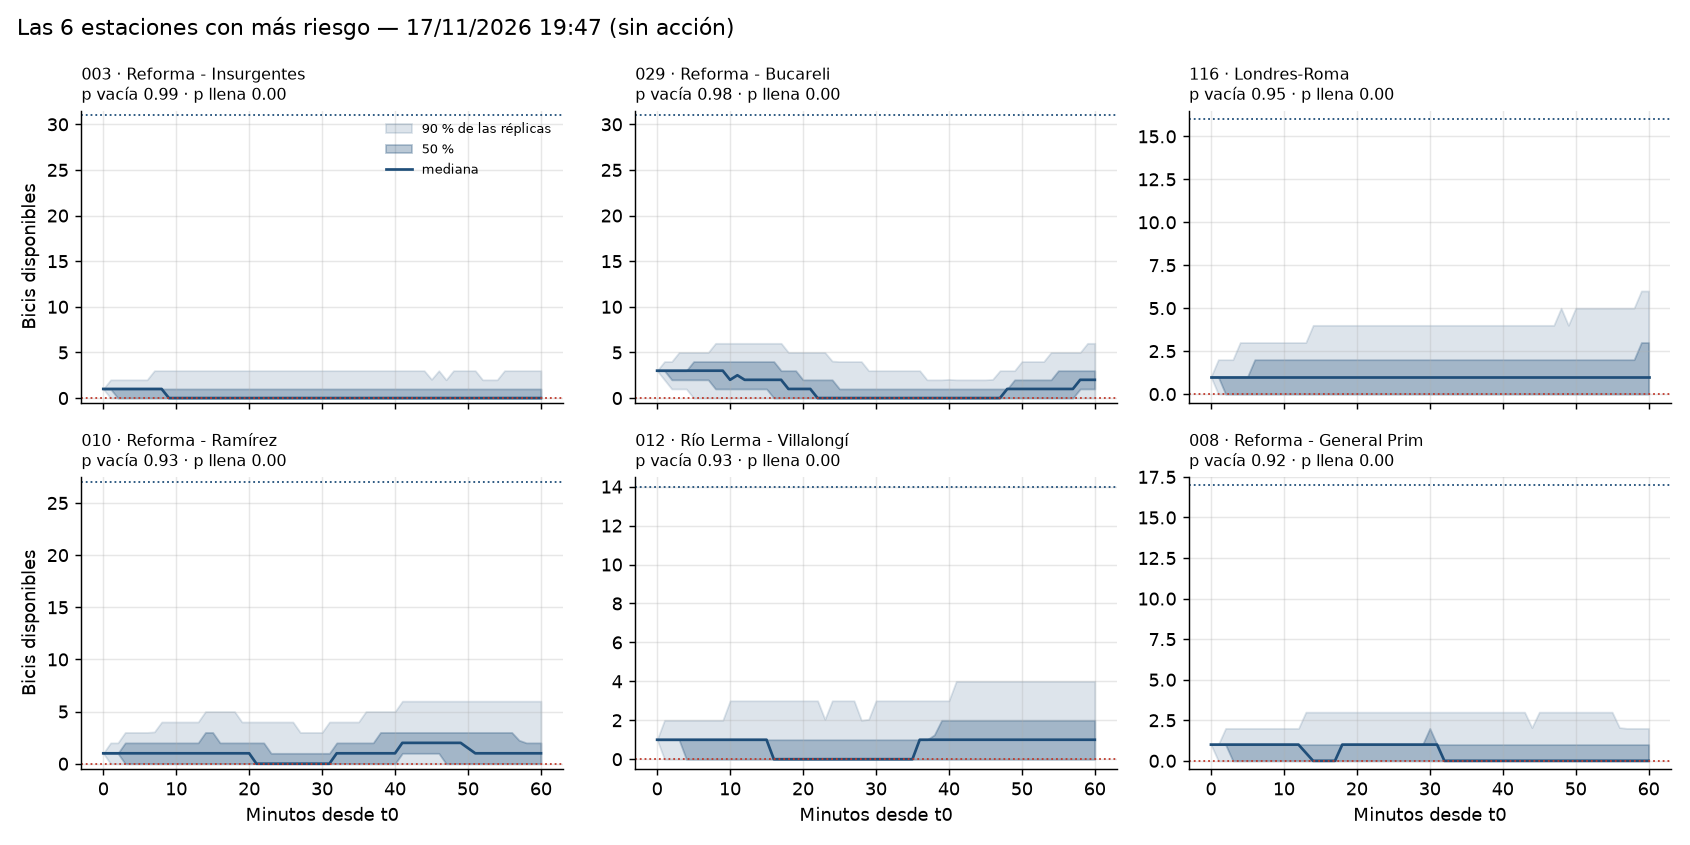 Las 6 estaciones con más riesgo — 17/11/2026 19:47 (sin acción)
003 · Reforma - Insurgentes
p vacía 0.99 · p llena 0.00
30
25
20
15
10
5
0
Bicis disponibles
90 % de las réplicas
50 %
mediana
029 · Reforma - Bucareli
p vacía 0.98 · p llena 0.00
30
25
20
15
10
5
0
116 · Londres-Roma
p vacía 0.95 · p llena 0.00
15.0
12.5
10.0
7.5
5.0
2.5
0.0
010 · Reforma - Ramírez
p vacía 0.93 · p llena 0.00
25
20
15
10
5
0
Bicis disponibles
0 10 20 30 40 50 60
Minutos desde t0
012 · Río Lerma - Villalongí
p vacía 0.93 · p llena 0.00
14
12
10
8
6
4
2
0
0 10 20 30 40 50 60
Minutos desde t0
008 · Reforma - General Prim
p vacía 0.92 · p llena 0.00
17.5
15.0
12.5
10.0
7.5
5.0
2.5
0.0
0 10 20 30 40 50 60
Minutos desde t0